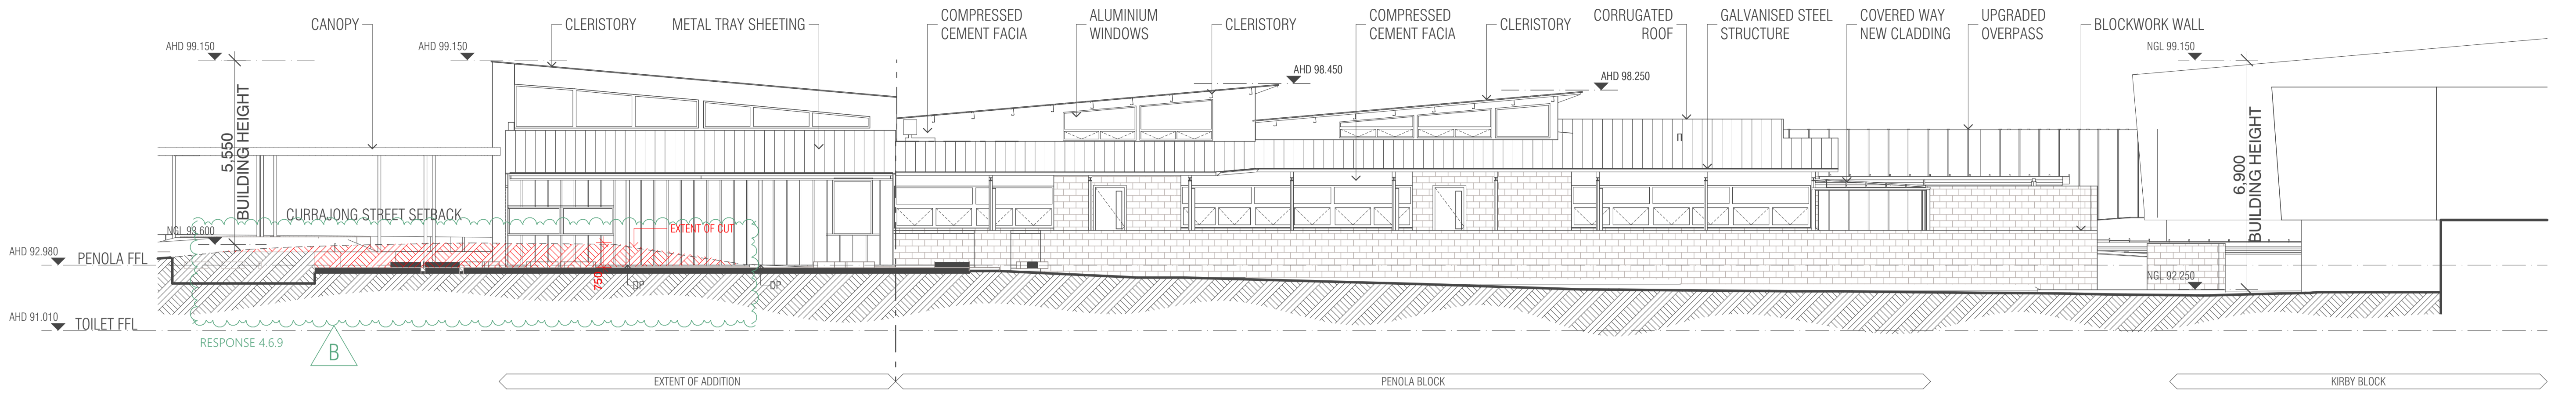 CANOPY
CLERISTORY
METAL TRAY SHEETING
COMPRESSED
CEMENT FACIA
ALUMINIUM
WINDOWS
CLERISTORY
COMPRESSED
CEMENT FACIA
CLERISTORY
CORRUGATED
ROOF
GALVANISED STEEL
STRUCTURE
COVERED WAY
NEW CLADDING
UPGRADED
OVERPASS
BLOCKWORK WALL
AHD 99.150
AHD 99.150
AHD 98.450
AHD 98.250
NGL 99.150
5,550
BUILDING HEIGHT
6,900
BUILDING HEIGHT
CURRAJONG STREET SETBACK
NGL 93.600
EXTENT OF CUT
AHD 92.980
PENOLA FFL
750
DP
DP
NGL 92.250
AHD 91.010
TOILET FFL
RESPONSE 4.6.9
B
EXTENT OF ADDITION
PENOLA BLOCK
KIRBY BLOCK